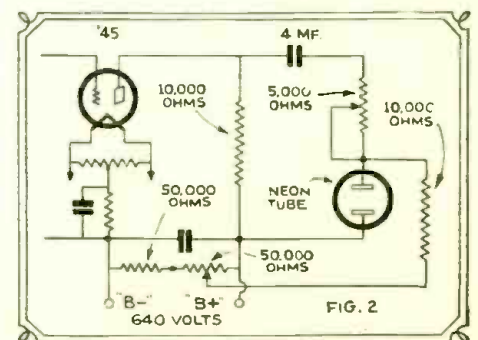 '45
4 MF.
10,000
OHMS
5,000
OHMS
10,00C
OHMS
50,000
OHMS
NEON
TUBE
50,000
OHMS
"B-"
"B+"
640 VOLTS
FIG. 2